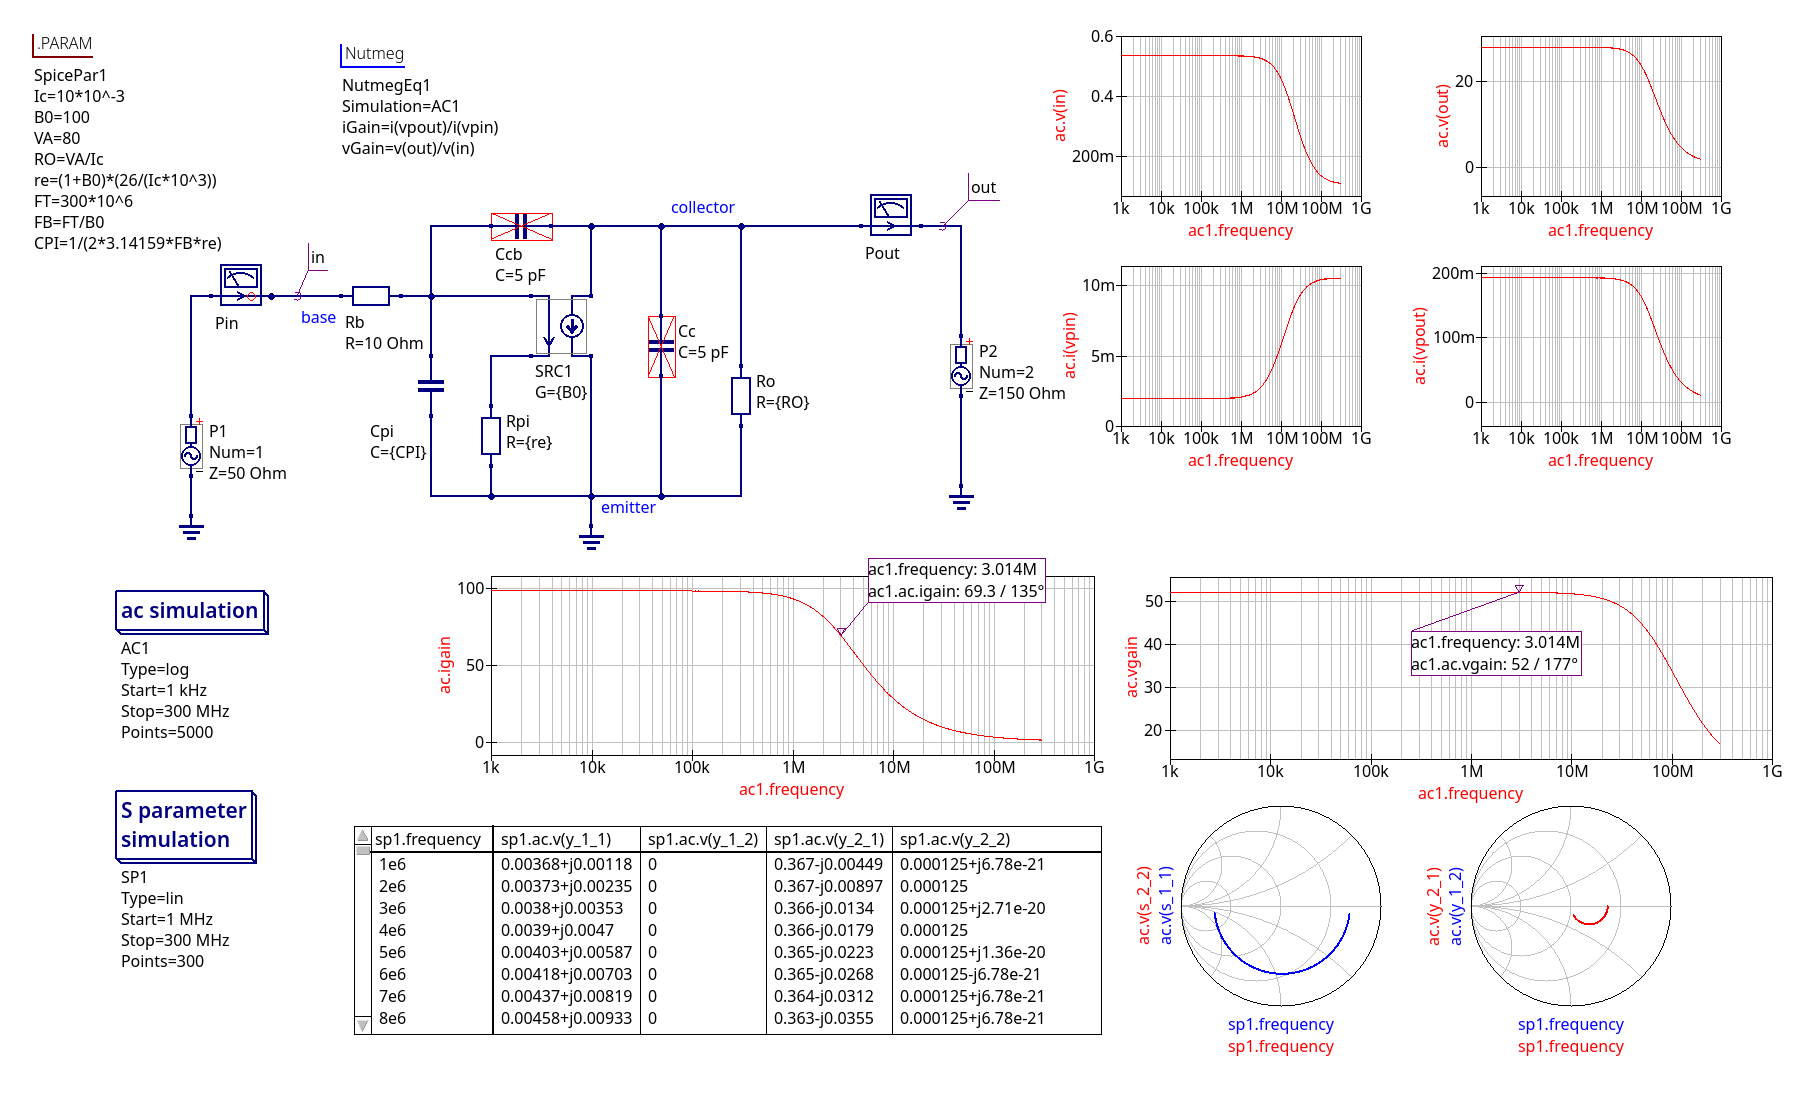 .PARAM
SpicePar1
Ic=10*10^-3
B0=100
VA=80
RO=VA/Ic
re=(1+B0)*(26/(Ic*10^3))
FT=300*10^6
FB=FT/B0
CPI=1/(2*3.14159*FB*re)
Nutmeg
NutmegEq1
Simulation=AC1
iGain=i(vpout)/i(vpin)
vGain=v(out)/v(in)
in
Pin
base
Rb
R=10 Ohm
Ccb
C=5 pF
collector
Pout
out
Cc
C=5 pF
SRC1
G={B0}
Ro
R={RO}
P2
Num=2
Z=150 Ohm
Rpi
R={re}
Cpi
C={CPI}
P1
Num=1
Z=50 Ohm
emitter
0.6
0.4
200m
ac.v(in)
1k 10k 100k 1M 10M 100M 1G
ac1.frequency
20
0
ac.v(out)
1k 10k 100k 1M 10M 100M 1G
ac1.frequency
10m
5m
0
ac.i(vpin)
1k 10k 100k 1M 10M 100M 1G
ac1.frequency
200m
100m
0
ac.i(vpout)
1k 10k 100k 1M 10M 100M 1G
ac1.frequency
ac simulation
AC1
Type=log
Start=1 kHz
Stop=300 MHz
Points=5000
100
50
0
ac.igain
ac1.frequency: 3.014M
ac1.ac.igain: 69.3 / 135°
1k 10k 100k 1M 10M 100M 1G
ac1.frequency
50
40
30
20
ac.vgain
ac1.frequency: 3.014M
ac1.ac.vgain: 52 / 177°
1k 10k 100k 1M 10M 100M 1G
ac1.frequency
S parameter
simulation
SP1
Type=lin
Start=1 MHz
Stop=300 MHz
Points=300
sp1.frequency sp1.ac.v(y_1_1) sp1.ac.v(y_1_2) sp1.ac.v(y_2_1) sp1.ac.v(y_2_2)
1e6 0.00368+j0.00118 0 0.367-j0.00449 0.000125+j6.78e-21
2e6 0.00373+j0.00235 0 0.367-j0.00897 0.000125
3e6 0.0038+j0.00353 0 0.366-j0.0134 0.000125+j2.71e-20
4e6 0.0039+j0.0047 0 0.366-j0.0179 0.000125
5e6 0.00403+j0.00587 0 0.365-j0.0223 0.000125+j1.36e-20
6e6 0.00418+j0.00703 0 0.365-j0.0268 0.000125-j6.78e-21
7e6 0.00437+j0.00819 0 0.364-j0.0312 0.000125+j6.78e-21
8e6 0.00458+j0.00933 0 0.363-j0.0355 0.000125+j6.78e-21
ac.v(s_2_2)
ac.v(s_1_1)
sp1.frequency
sp1.frequency
ac.v(y_2_1)
ac.v(y_1_2)
sp1.frequency
sp1.frequency